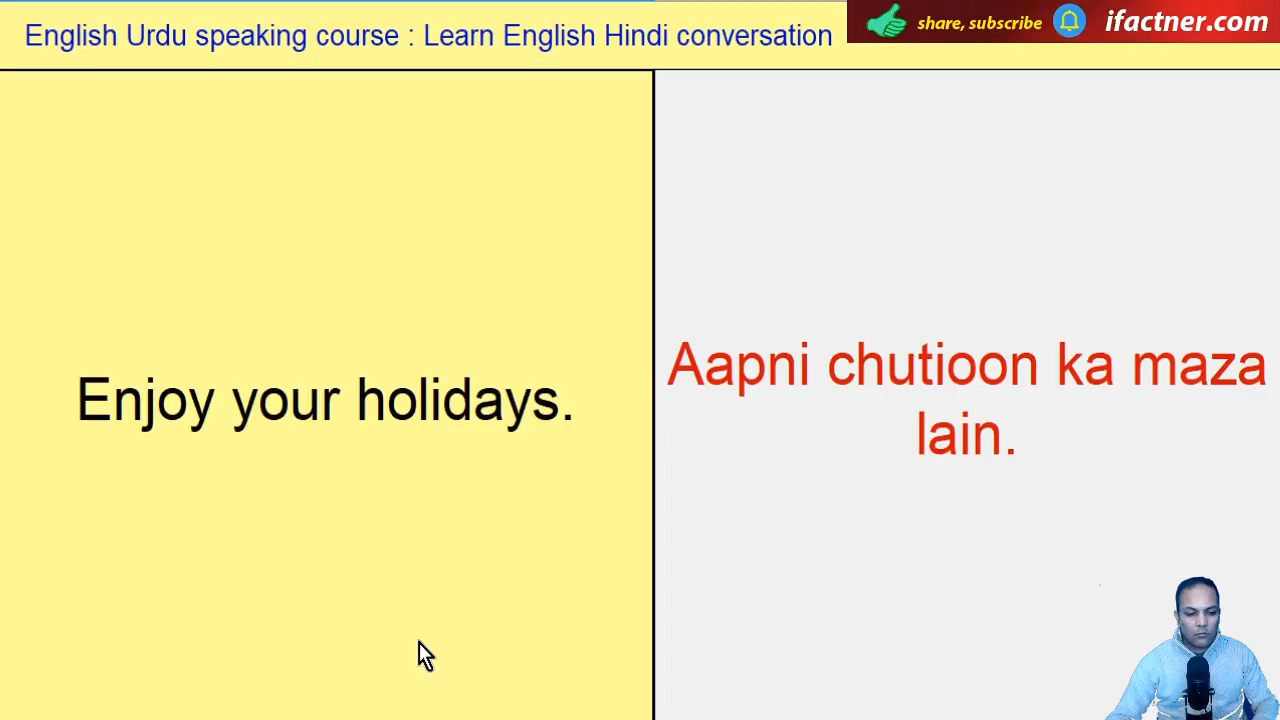 English Urdu speaking course : Learn English Hindi conversation
share, subscribe
ifactner.com
Enjoy your holidays.
Aapni chutioon ka maza
lain.